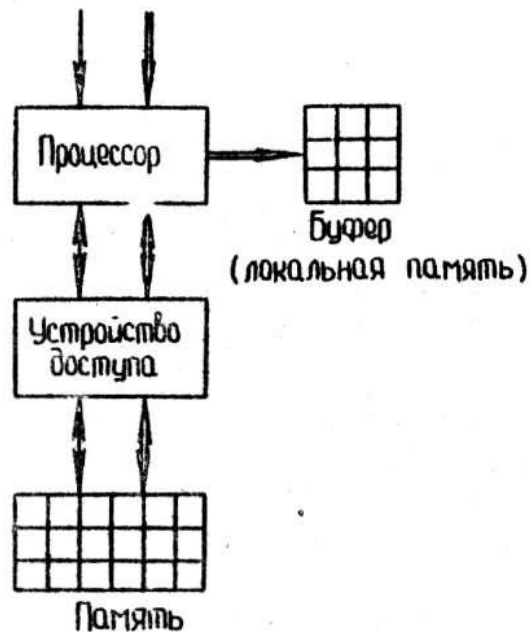 Процессор
Буфер
(локальная память)
Устройство
доступа
Память